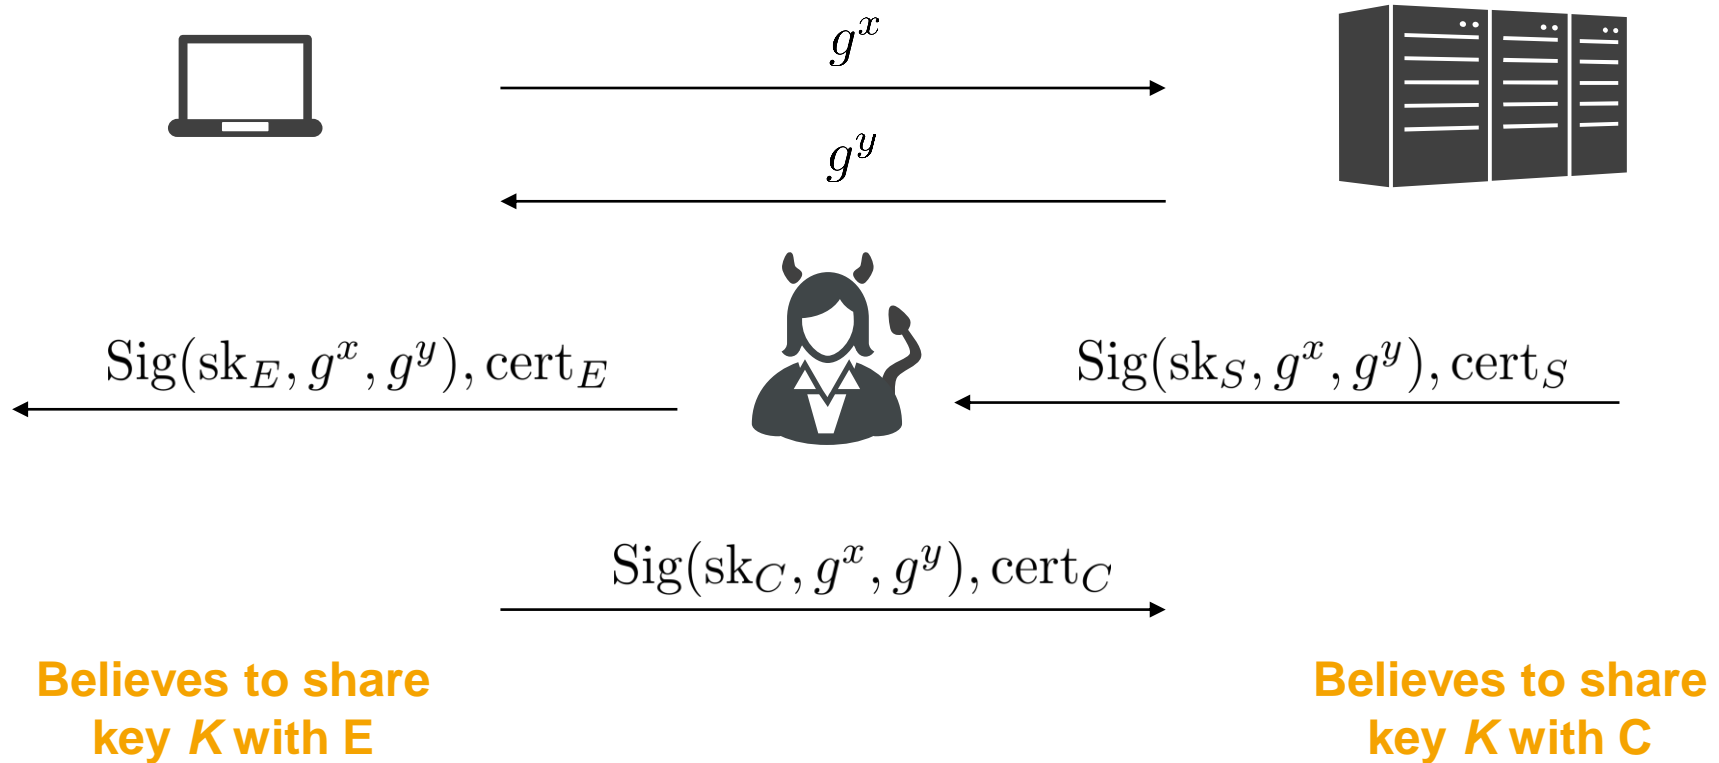 g^x
g^y
Sig(sk_E, g^x, g^y), cert_E
Sig(sk_S, g^x, g^y), cert_S
Sig(sk_C, g^x, g^y), cert_C
Believes to share
key K with E
Believes to share
key K with C